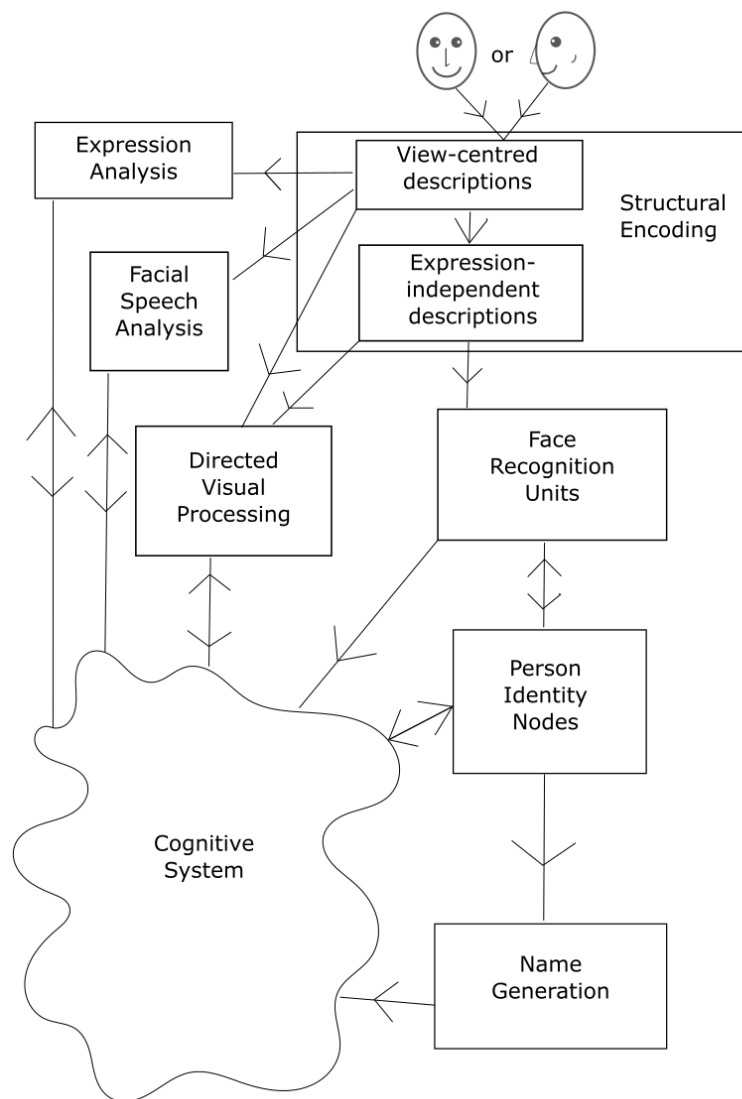 or
Expression
Analysis
View-centred
descriptions
Structural
Encoding
Facial
Speech
Analysis
Expression-
independent
descriptions
Directed
Visual
Processing
Face
Recognition
Units
Person
Identity
Nodes
Cognitive
System
Name
Generation